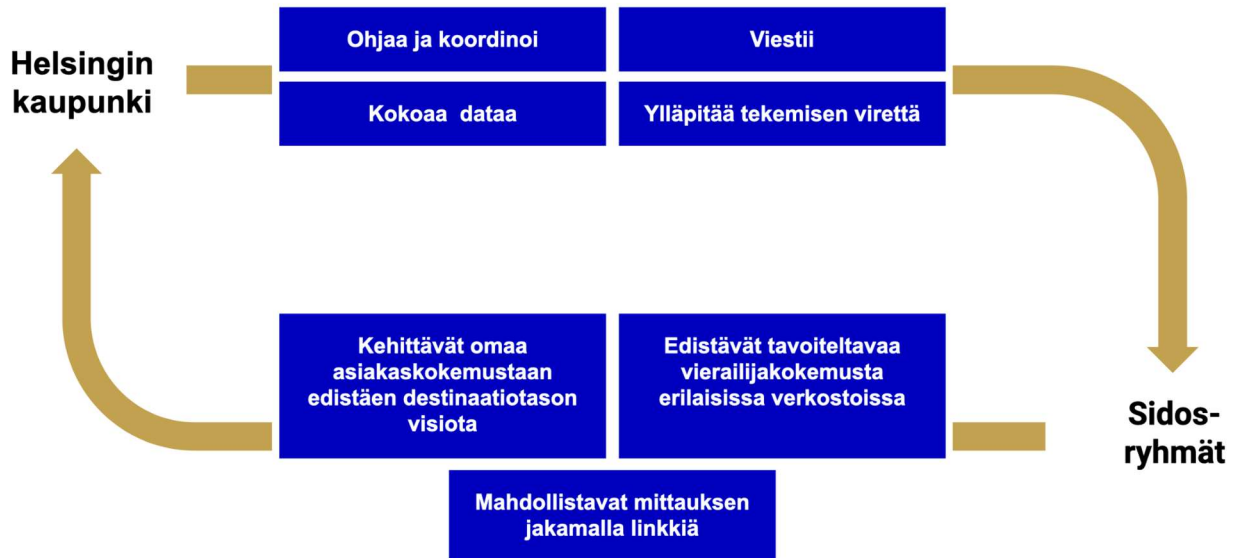 Helsingin
kaupunki
Ohjaa ja koordinoi
Viestii
Kokoaa dataa
Ylläpitää tekemisen virettä
Kehittävät omaa
asiakaskokemustaan
edistäen destinaatiotason
visiota
Edistävät tavoiteltavaa
vierailijakokemusta
erilaisissa verkostoissa
Sidos-
ryhmät
Mahdollistavat mittauksen
jakamalla linkkiä